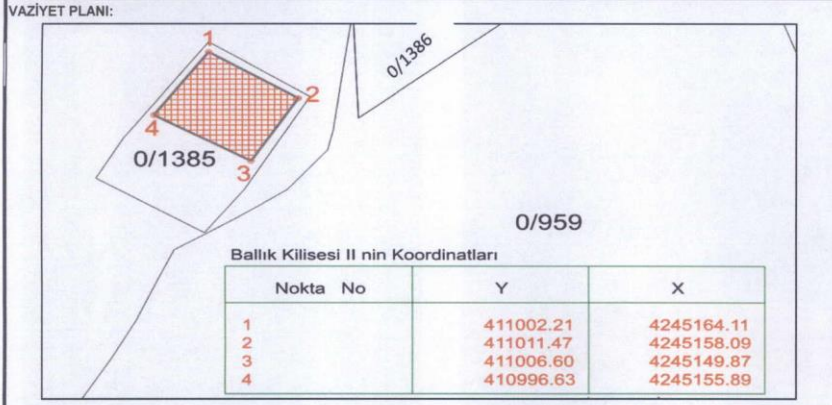 VAZİYET PLANI:
1
0/1386
2
4
0/1385
3
0/959
Ballık Kilisesi II nin Koordinatları
Nokta No Y X
1 411002.21 4245164.11
2 411011.47 4245158.09
3 411006.60 4245149.87
4 410996.63 4245155.89